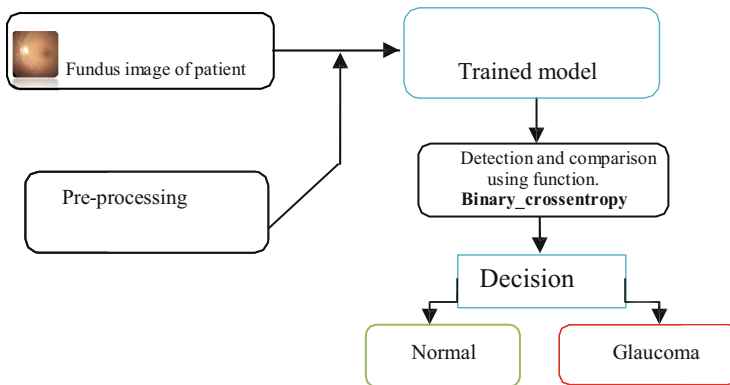 Fundus image of patient
Trained model
Pre-processing
Detection and comparison
using function.
Binary_crossentropy
Decision
Normal
Glaucoma